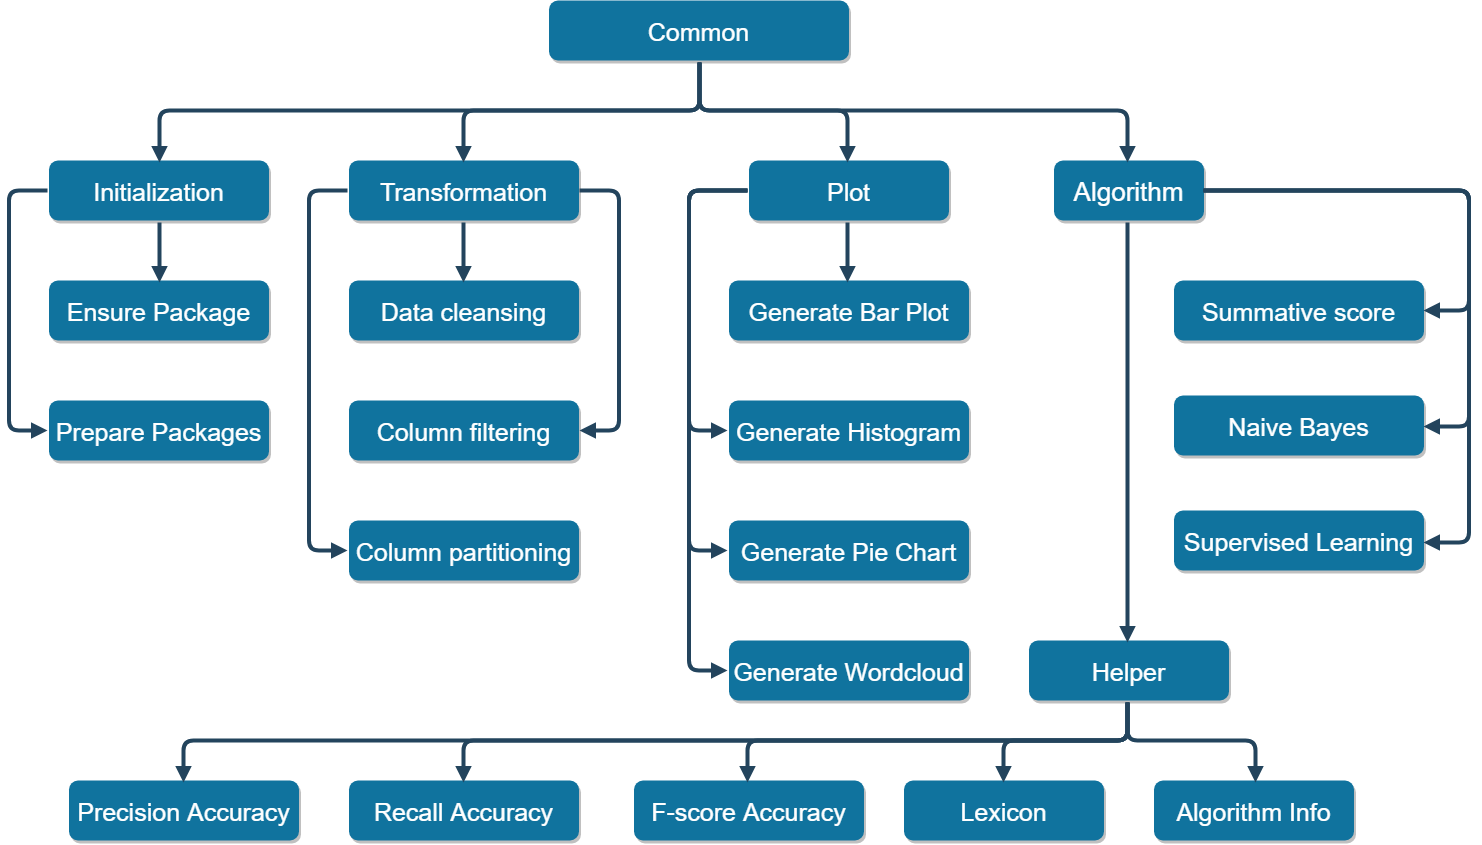 Common
Initialization
Transformation
Plot
Algorithm
Ensure Package
Data cleansing
Generate Bar Plot
Summative score
Prepare Packages
Column filtering
Generate Histogram
Naive Bayes
Column partitioning
Generate Pie Chart
Supervised Learning
Generate Wordcloud
Helper
Precision Accuracy
Recall Accuracy
F-score Accuracy
Lexicon
Algorithm Info